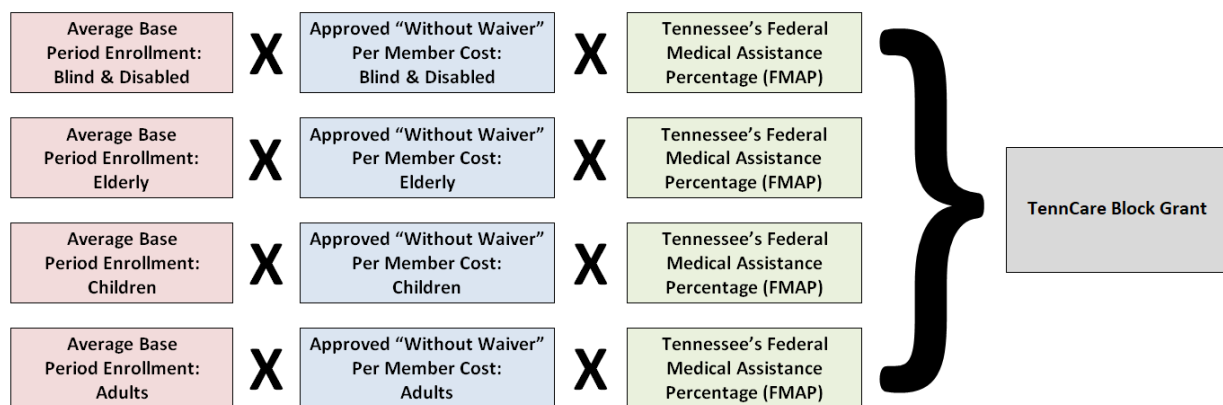 Average Base
Period Enrollment:
Blind & Disabled
X
Approved “Without Waiver”
Per Member Cost:
Blind & Disabled
X
Tennessee’s Federal
Medical Assistance
Percentage (FMAP)
Average Base
Period Enrollment:
Elderly
X
Approved “Without Waiver”
Per Member Cost:
Elderly
X
Tennessee’s Federal
Medical Assistance
Percentage (FMAP)
Average Base
Period Enrollment:
Children
X
Approved “Without Waiver”
Per Member Cost:
Children
X
Tennessee’s Federal
Medical Assistance
Percentage (FMAP)
Average Base
Period Enrollment:
Adults
X
Approved “Without Waiver”
Per Member Cost:
Adults
X
Tennessee’s Federal
Medical Assistance
Percentage (FMAP)
}
TennCare Block Grant